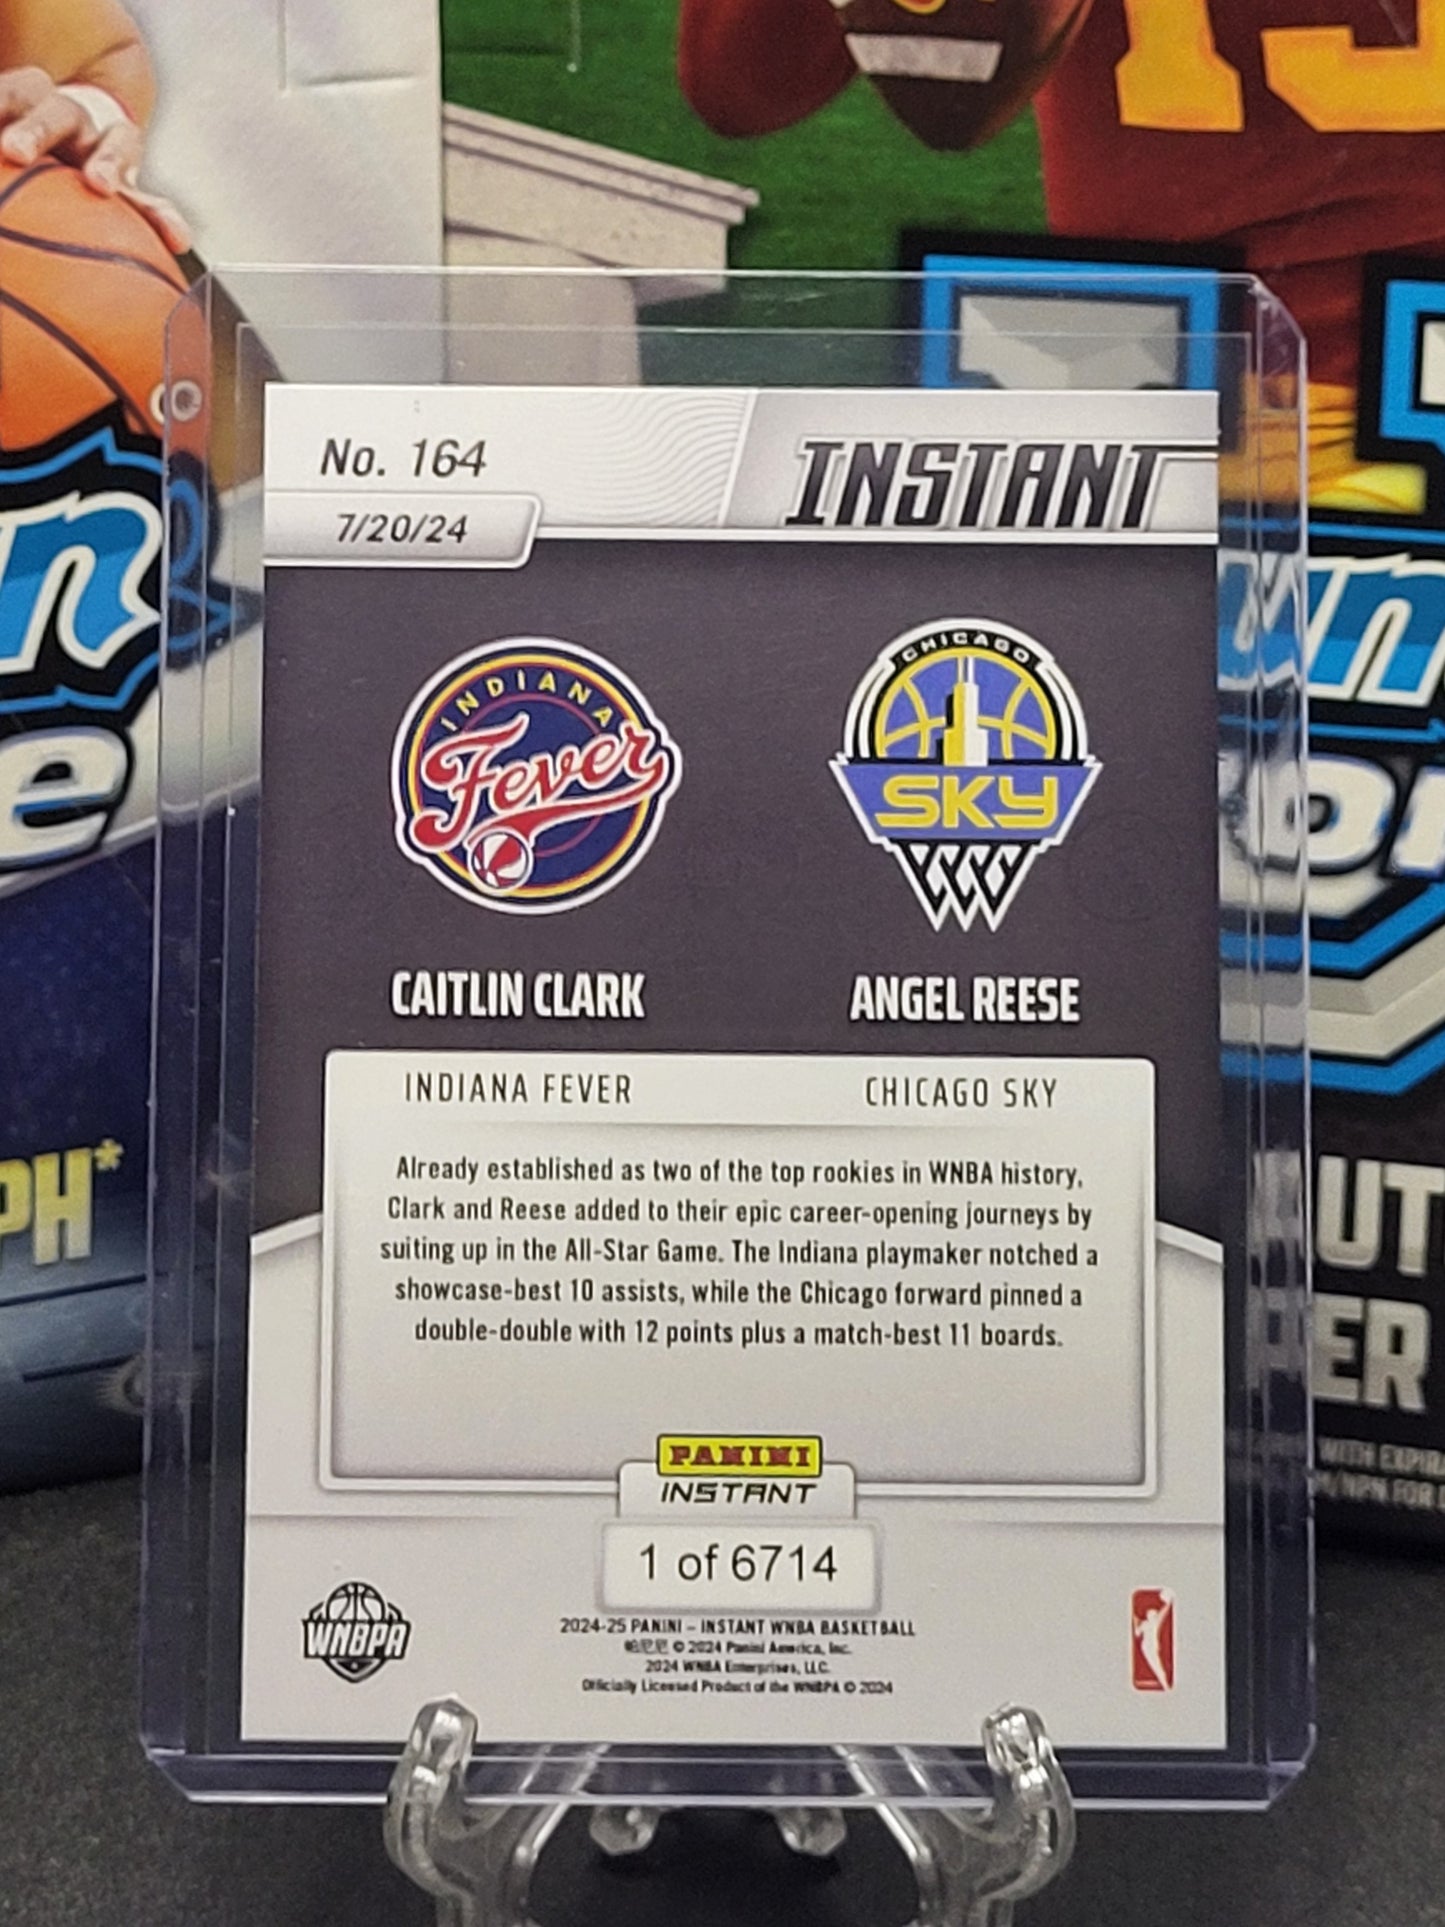 No. 164
INSTANT
7/20/24
INDIANA
Fever
CHICAGO
SKY
CAITLIN CLARK
ANGEL REESE
INDIANA FEVER
CHICAGO SKY
Already established as two of the top rookies in WNBA history,
Clark and Reese added to their epic career-opening journeys by
suiting up in the All-Star Game. The Indiana playmaker notched a
showcase-best 10 assists, while the Chicago forward pinned a
double-double with 12 points plus a match-best 11 boards.
PANINI
INSTANT
1 of 6714
WNBPA
2024-25 PANINI – INSTANT WNBA BASKETBALL
帕尼尼 © 2024 Panini America, Inc.
2024 WNBA Enterprises, LLC.
Officially Licensed Product of the WNBPA © 2024